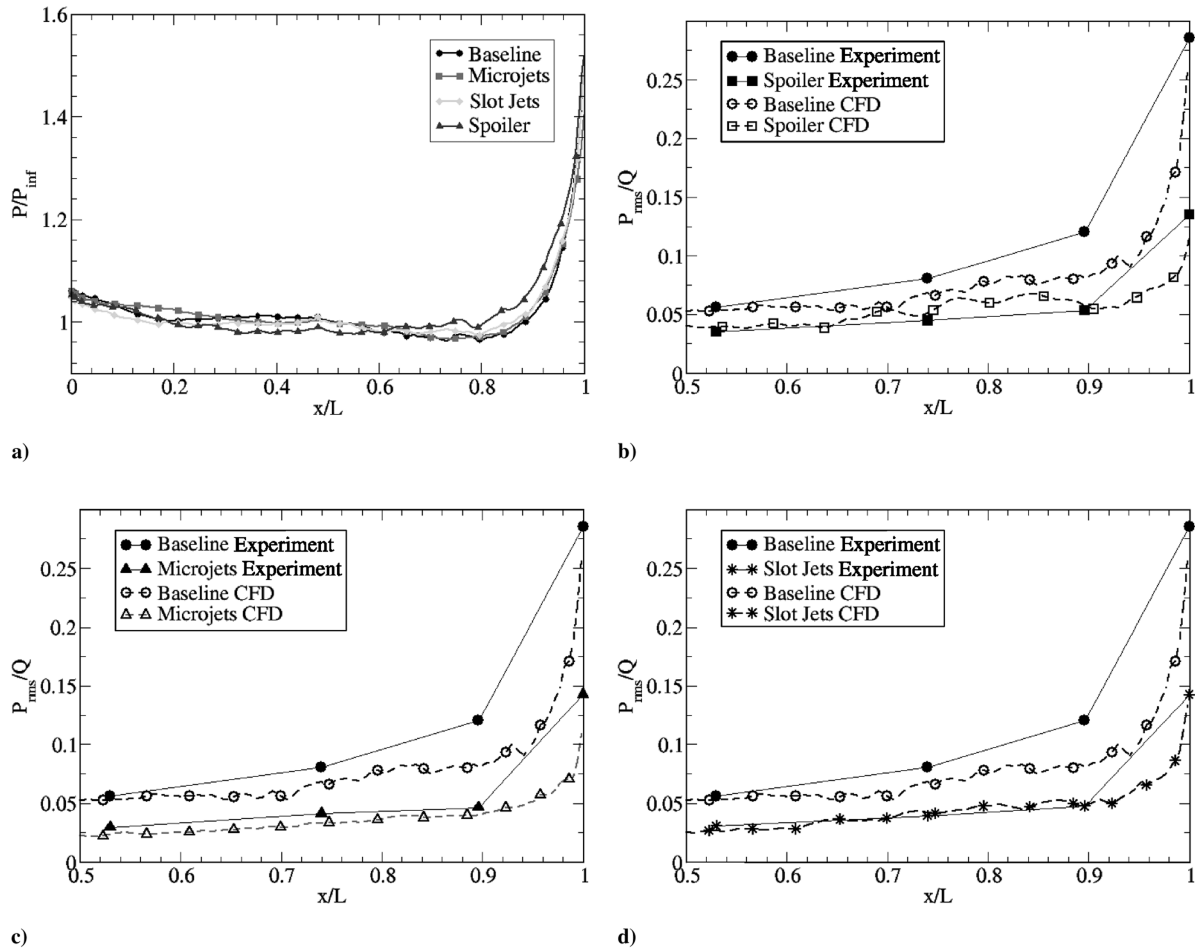 1.6
1.4
1.2
1
P/P_inf
Baseline
Microjets
Slot Jets
Spoiler
0 0.2 0.4 0.6 0.8 1
x/L
a)
0.25
0.2
0.15
0.1
0.05
0
P_rms/Q
Baseline Experiment
Spoiler Experiment
Baseline CFD
Spoiler CFD
0.5 0.6 0.7 0.8 0.9 1
x/L
b)
0.25
0.2
0.15
0.1
0.05
0
P_rms/Q
Baseline Experiment
Microjets Experiment
Baseline CFD
Microjets CFD
0.5 0.6 0.7 0.8 0.9 1
x/L
c)
0.25
0.2
0.15
0.1
0.05
0
P_rms/Q
Baseline Experiment
Slot Jets Experiment
Baseline CFD
Slot Jets CFD
0.5 0.6 0.7 0.8 0.9 1
x/L
d)